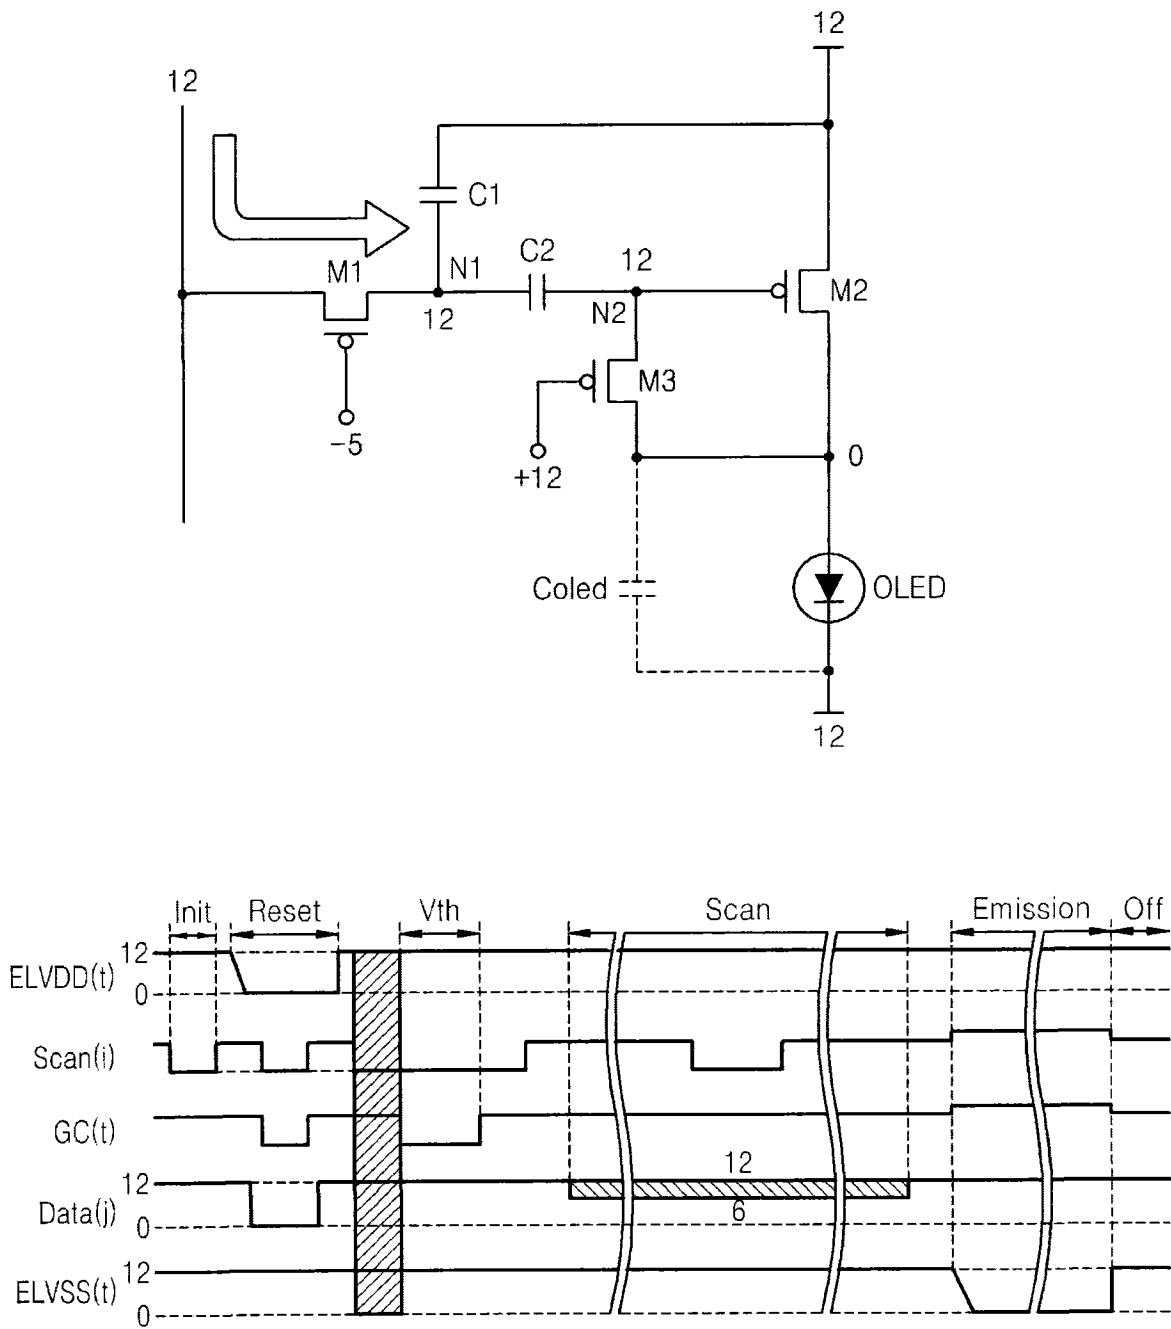 12
12
C1
C2
M1
N1
12
M2
12
N2
M3
-5
+12
0
Coled
OLED
12
Init Reset Vth Scan Emission Off
ELVDD(t) 12
0
Scan(i)
GC(t)
Data(j) 12 12
0 6
ELVSS(t) 12
0